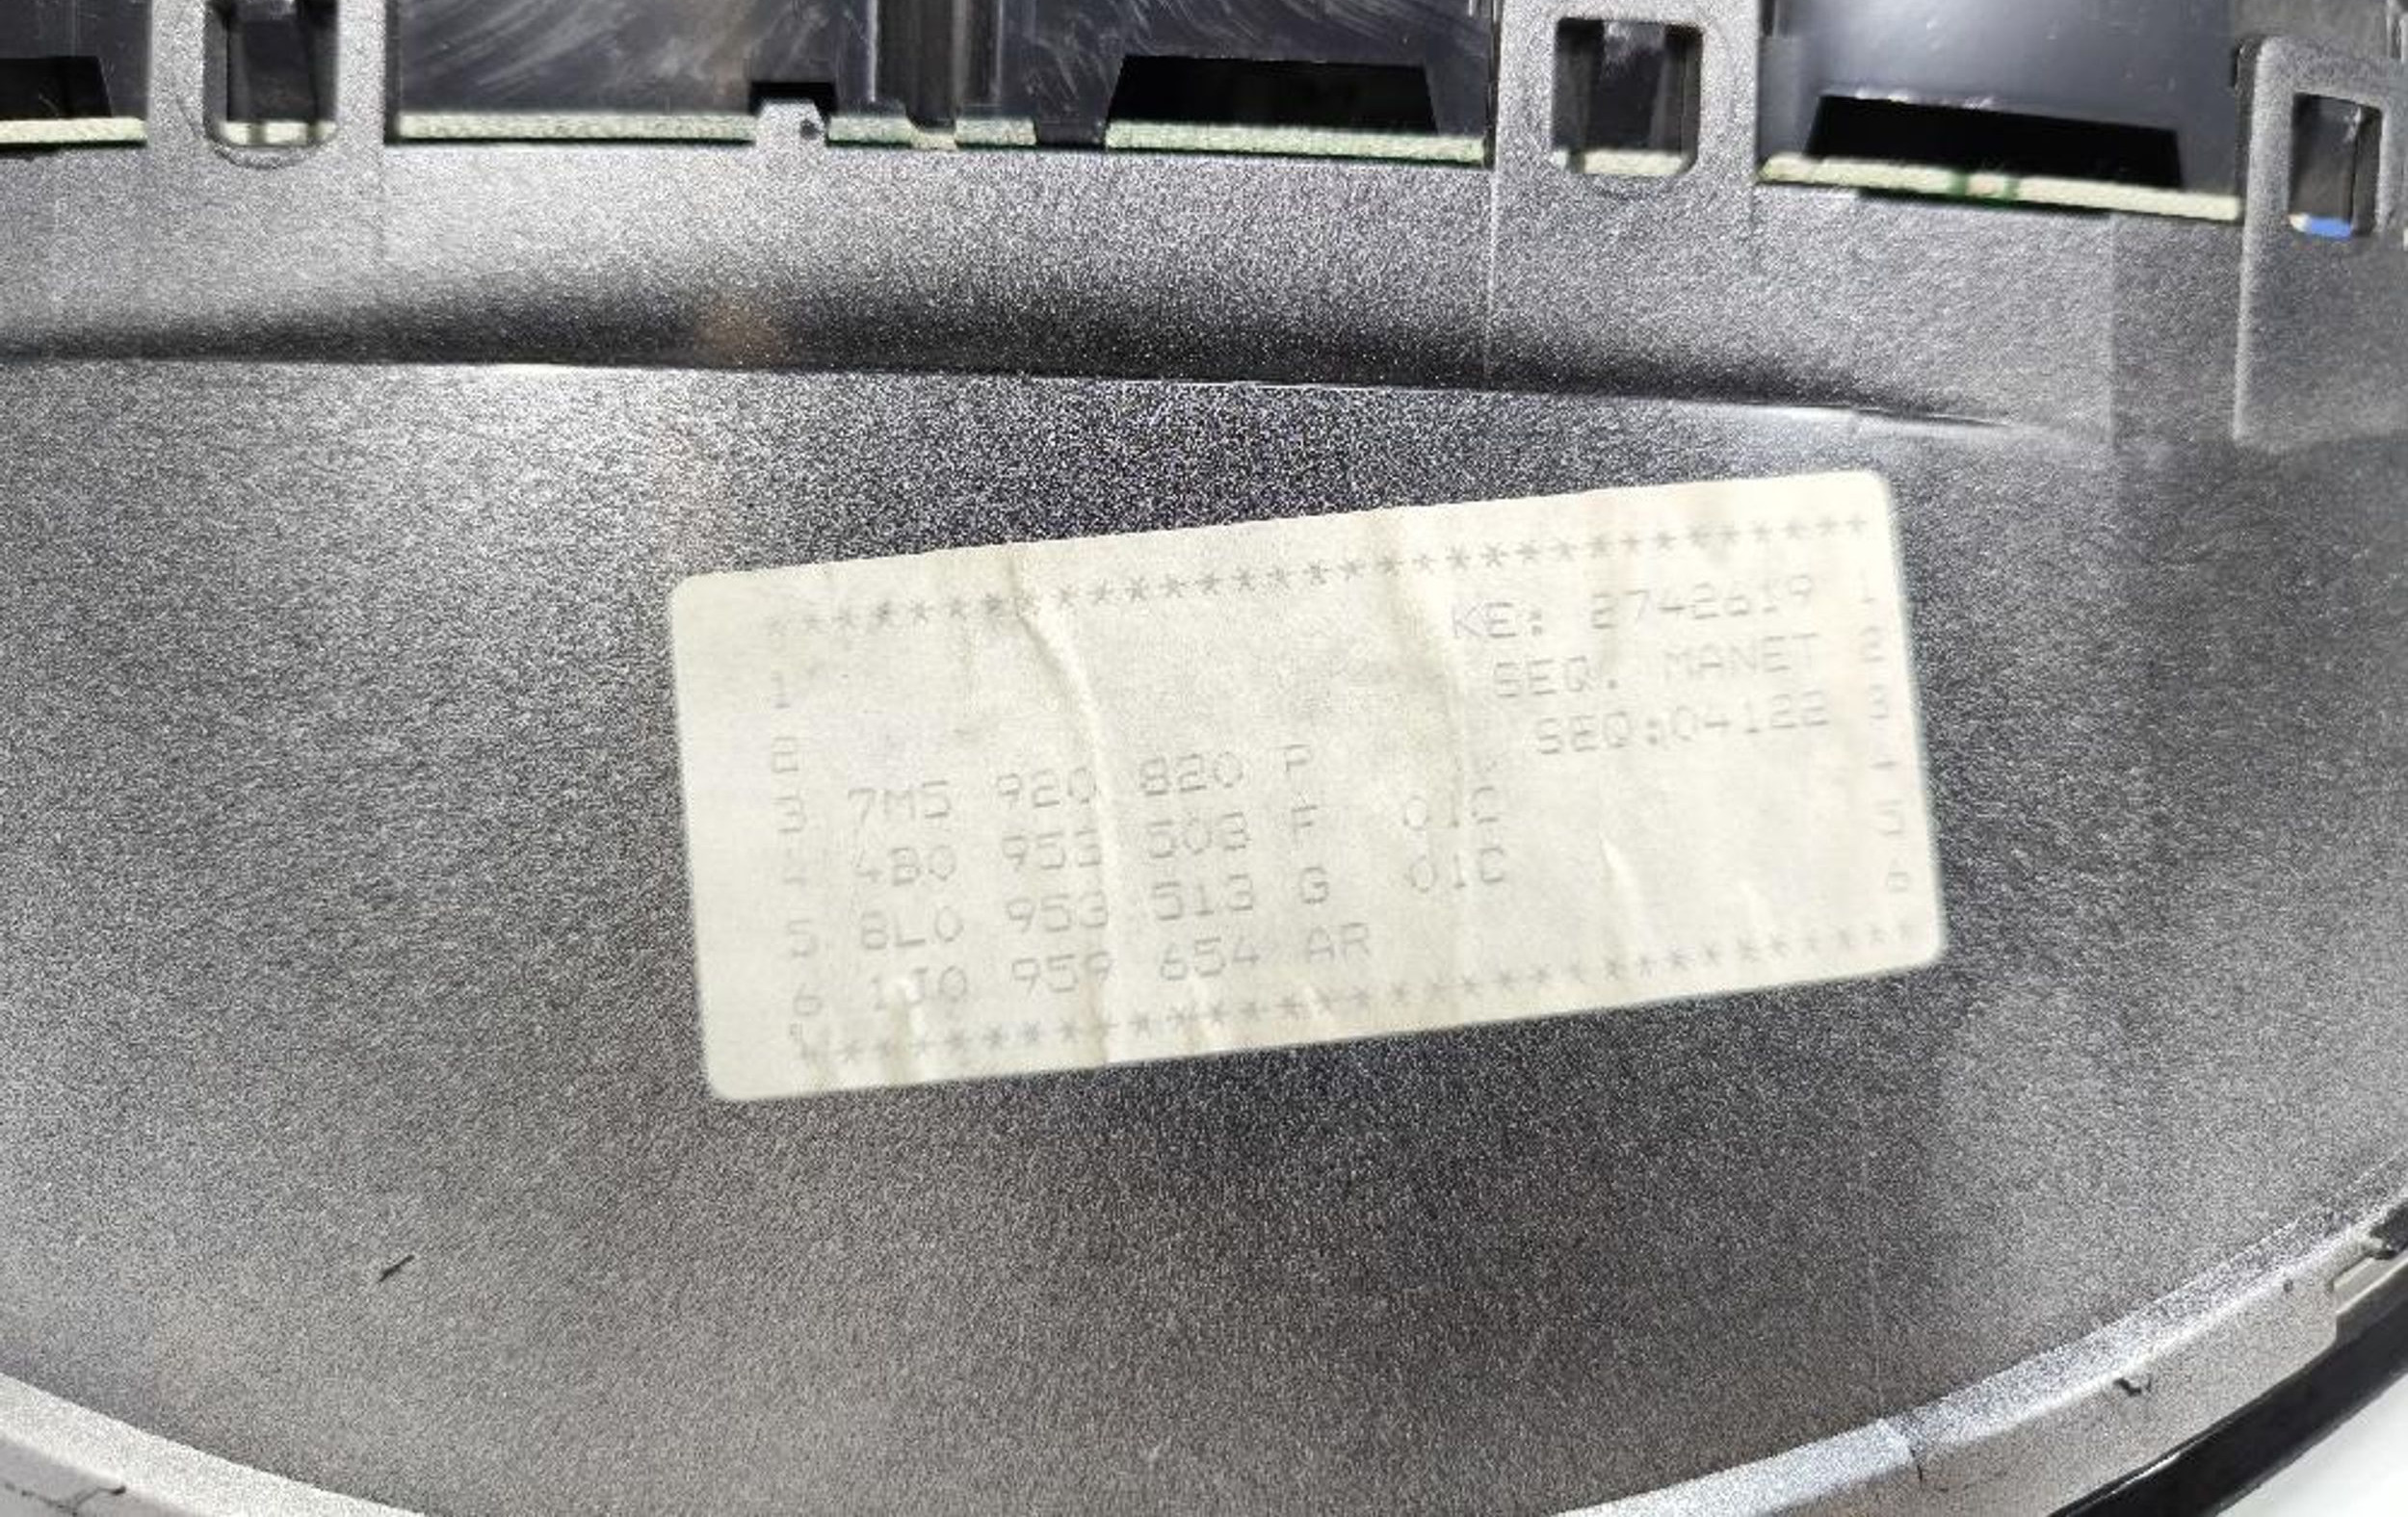 ******************************* 
1 KE: 2742619 1
2 SEQ. MANET 2
3 7M5 920 820 P SEQ:04122 3
4 4B0 953 503 F 01C 4
5 8L0 953 513 G 01C 5
6 1J0 959 654 AR 6
*******************************